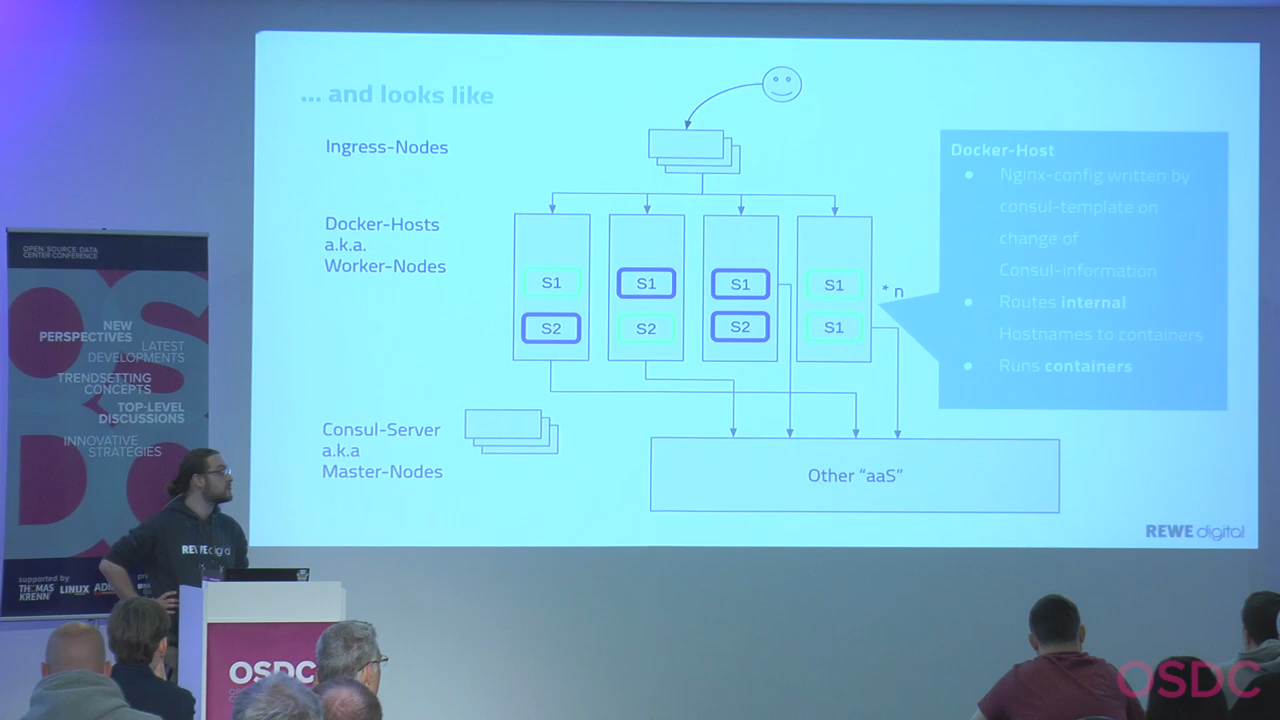 ... and looks like
Ingress-Nodes
Docker-Hosts
a.k.a.
Worker-Nodes
S1
S1
S1
S1
S2
S2
S2
S1
* n
Docker-Host
Nginx-config written by
consul-template on
change of
Consul-information
Routes internal
Hostnames to containers
Runs containers
Consul-Server
a.k.a
Master-Nodes
Other “aaS”
REWE digital
OPEN SOURCE DATA
CENTER CONFERENCE
NEW
PERSPECTIVES
LATEST
DEVELOPMENTS
TRENDSETTING
CONCEPTS
TOP-LEVEL
DISCUSSIONS
INNOVATIVE
STRATEGIES
supported by
THOMAS
KRENN
LINUX
REWE digital
OSDC
OSDC